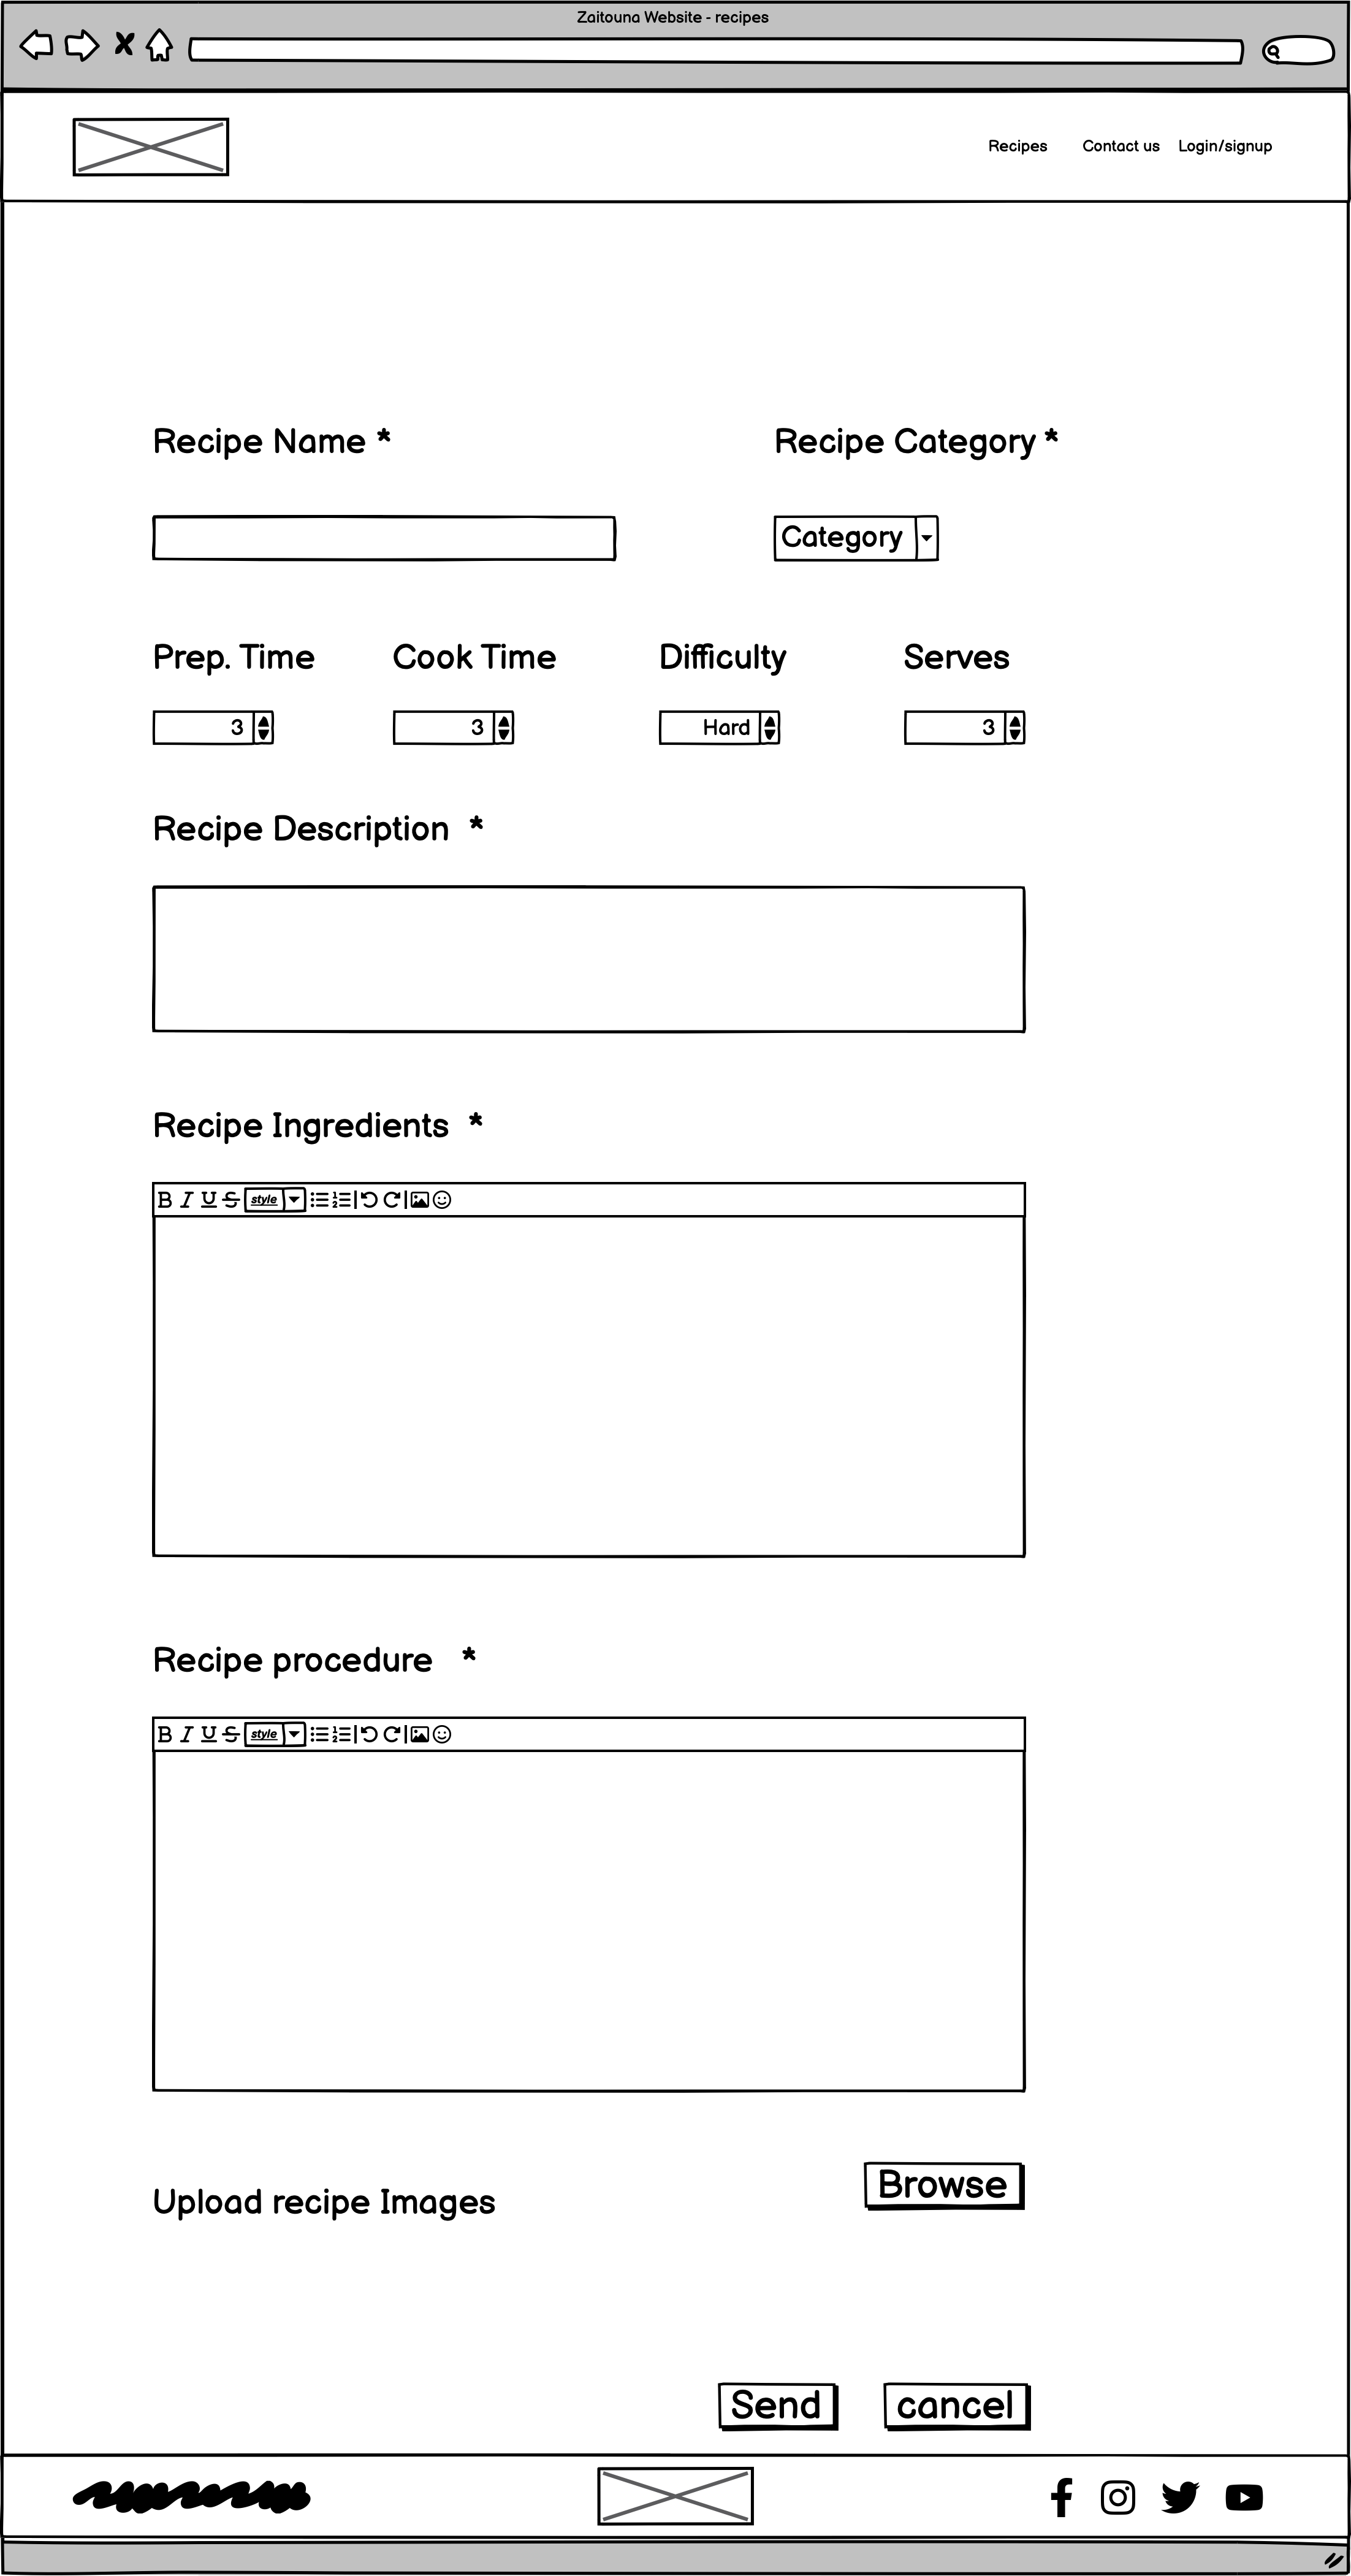 Zaitouna Website - recipes
Recipes Contact us Login/signup
Recipe Name * Recipe Category *
Category
Prep. Time Cook Time Difficulty Serves
3 3 Hard 3
Recipe Description *
Recipe Ingredients *
B I U S style
Recipe procedure *
B I U S style
Browse
Upload recipe Images
Send cancel